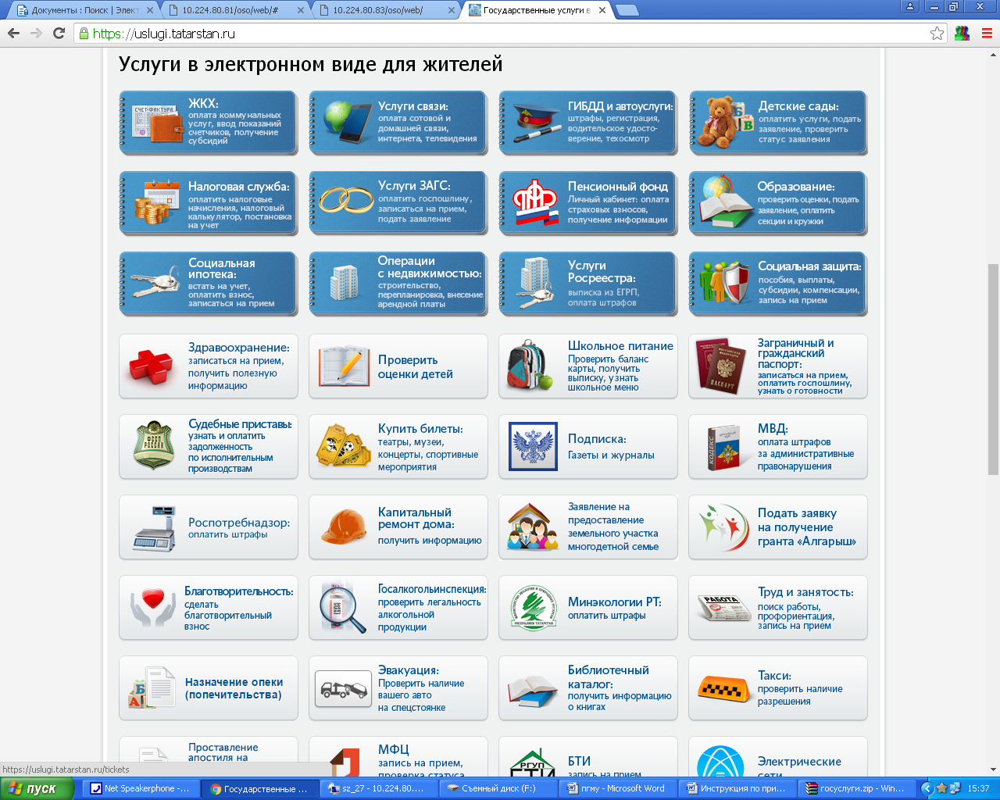 Документы : Поиск | Элект
10.224.80.81/oso/web/#
10.224.80.83/oso/web/
Государственные услуги в
https://uslugi.tatarstan.ru
Услуги в электронном виде для жителей
СЧЕТ-ФАКТУРА
ЖКХ:
оплата коммунальных
услуг, ввод показаний
счетчиков, получение
субсидий
Услуги связи:
оплата сотовой и
домашней связи,
интернета, телевидения
ГИБДД и автоуслуги:
штрафы, регистрация,
водительское удосто-
верение, техосмотр
Детские сады:
оплатить услуги, подать
заявление, проверить
статус заявления
Налоговая служба:
оплатить налоговые
начисления, налоговый
калькулятор, постановка
на учет
Услуги ЗАГС:
оплатить госпошлину,
записаться на прием,
подать заявление
Пенсионный фонд
Личный кабинет: оплата
страховых взносов,
получение информации
Образование:
проверить оценки, подать
заявление, оплатить
секции и кружки
Социальная
ипотека:
встать на учет,
оплатить взнос,
записаться на прием
Операции
с недвижимостью:
строительство,
перепланировка, внесение
арендной платы
Услуги
Росреестра:
выписка из ЕГРП,
оплата штрафов
Социальная защита:
пособия, выплаты,
субсидии, компенсации,
запись на прием
Здравоохранение:
записаться на прием,
получить полезную
информацию
Проверить
оценки детей
Школьное питание
Проверить баланс
карты, получить
выписку, узнать
школьное меню
ПАСПОРТ
Заграничный и
гражданский
паспорт:
записаться на прием,
оплатить госпошлину,
узнать о готовности
ФССП
РОССИИ
Судебные приставы:
узнать и оплатить
задолженность
по исполнительным
производствам
Купить билеты:
театры, музеи,
концерты, спортивные
мероприятия
Подписка:
Газеты и журналы
КОДЕКС
МВД:
оплата штрафов
за административные
правонарушения
Роспотребнадзор:
оплатить штрафы
Капитальный
ремонт дома:
получить информацию
Заявление на
предоставление
земельного участка
многодетной семье
Подать заявку
на получение
гранта «Алгарыш»
Благотворительность:
сделать
благотворительный
взнос
Госалкогольинспекция:
проверить легальность
алкогольной
продукции
Минэкологии РТ:
оплатить штрафы
РАБОТА
Труд и занятость:
поиск работы,
профориентация,
запись на прием
Назначение опеки
(попечительства)
Эвакуация:
Проверить наличие
вашего авто
на спецстоянке
Библиотечный
каталог:
получить информацию
о книгах
Такси:
проверить наличие
разрешения
Проставление
апостиля на
МФЦ
запись на прием,
проверка статуса
РГУП
БТИ
БТИ
запись на прием
Электрические
сети
https://uslugi.tatarstan.ru/tickets
пуск
Net Speakerphone -...
Государственные ...
sz_27 - 10.224.80....
Съемный диск (F:)
пгму - Microsoft Word
Инструкция по при...
госуслуги.zip - Win...
15:37